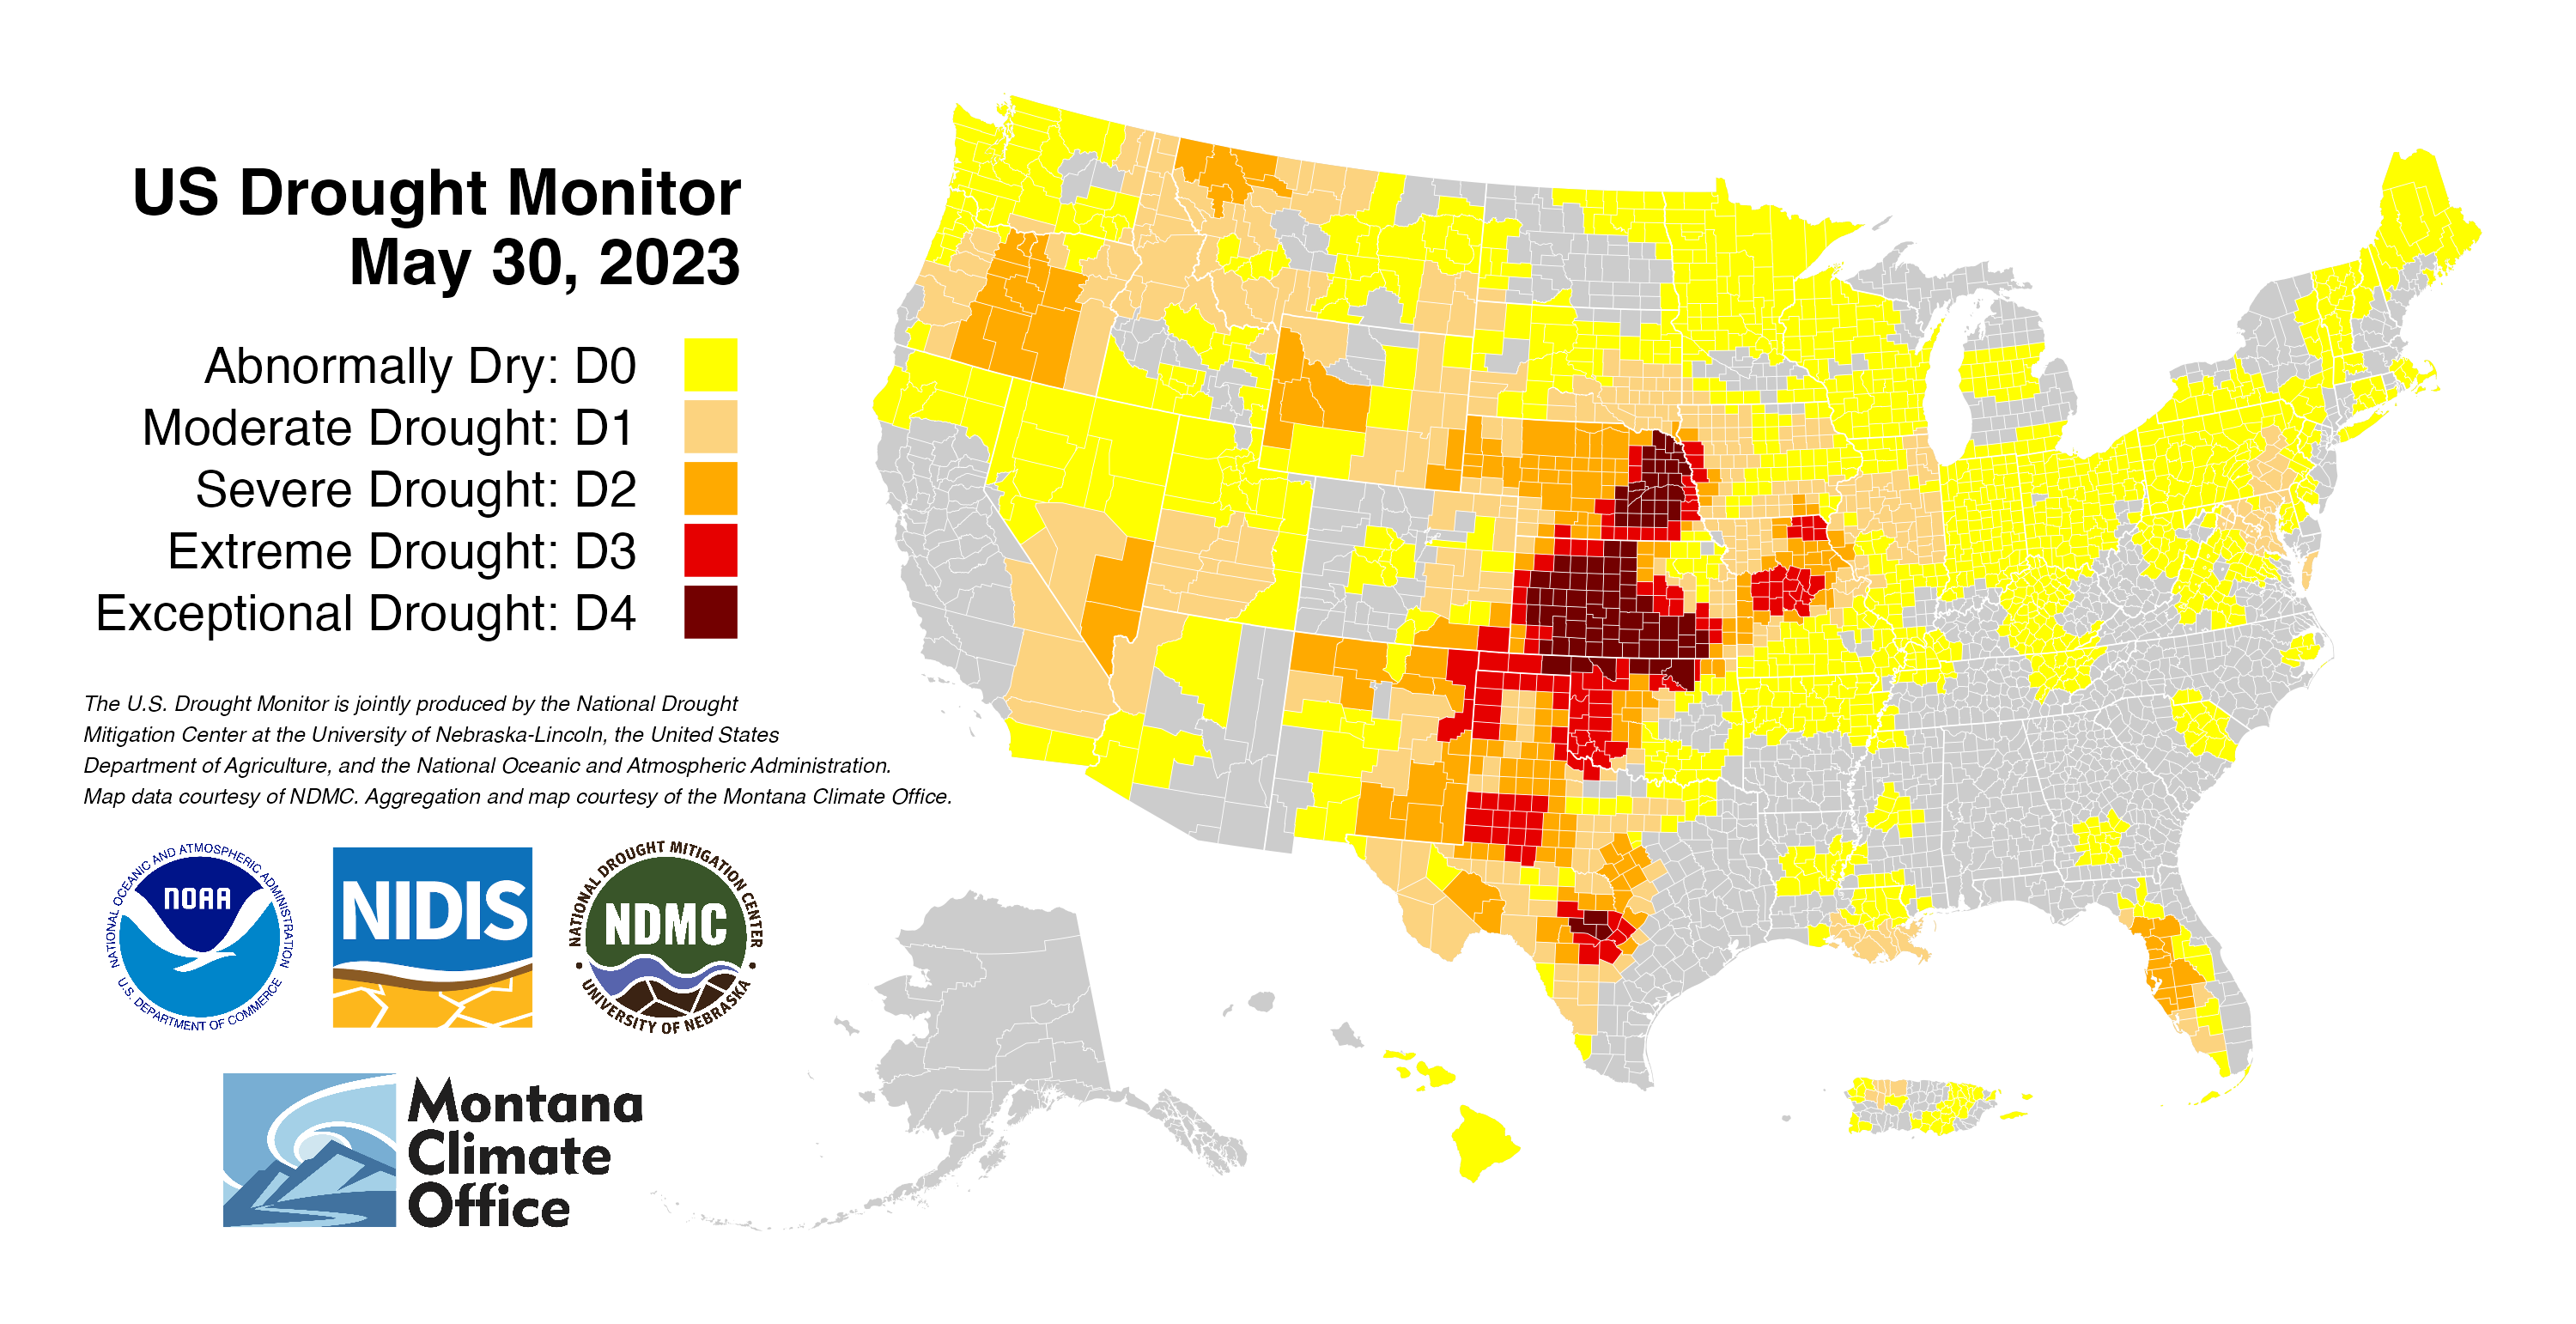 US Drought Monitor
May 30, 2023
Abnormally Dry: D0
Moderate Drought: D1
Severe Drought: D2
Extreme Drought: D3
Exceptional Drought: D4
The U.S. Drought Monitor is jointly produced by the National Drought
Mitigation Center at the University of Nebraska-Lincoln, the United States
Department of Agriculture, and the National Oceanic and Atmospheric Administration.
Map data courtesy of NDMC. Aggregation and map courtesy of the Montana Climate Office.
NATIONAL OCEANIC AND ATMOSPHERIC ADMINISTRATION
NOAA
U.S. DEPARTMENT OF COMMERCE
NIDIS
NATIONAL DROUGHT MITIGATION CENTER
NDMC
UNIVERSITY OF NEBRASKA
Montana
Climate
Office